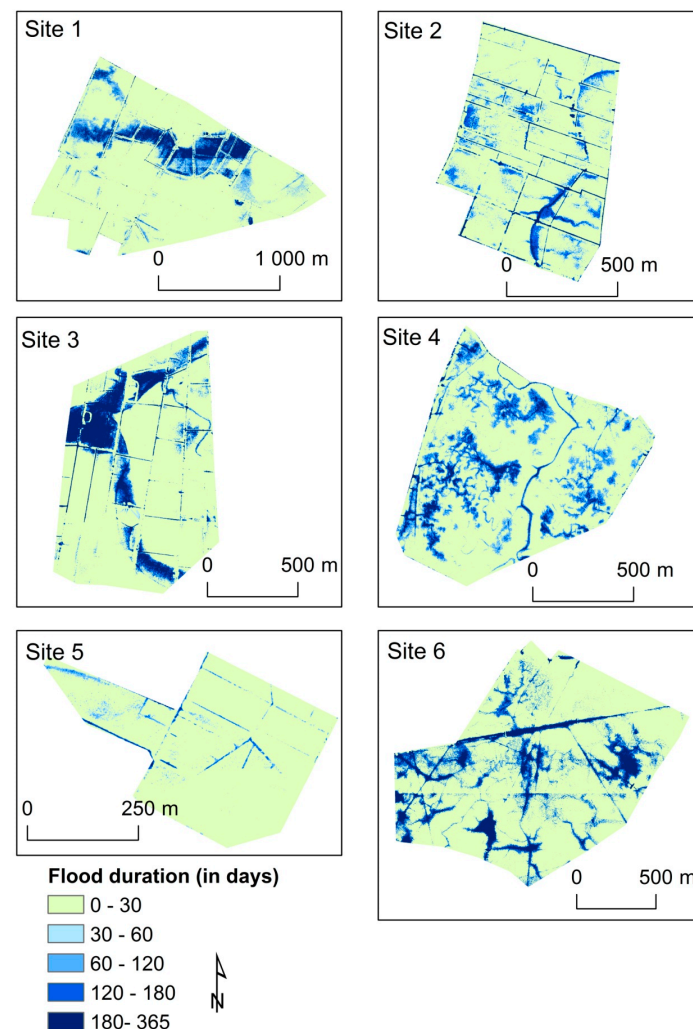 Site 1
0 1 000 m
Site 2
0 500 m
Site 3
0 500 m
Site 4
0 500 m
Site 5
0 250 m
Site 6
0 500 m
Flood duration (in days)
0 - 30
30 - 60
60 - 120
120 - 180
180- 365
N